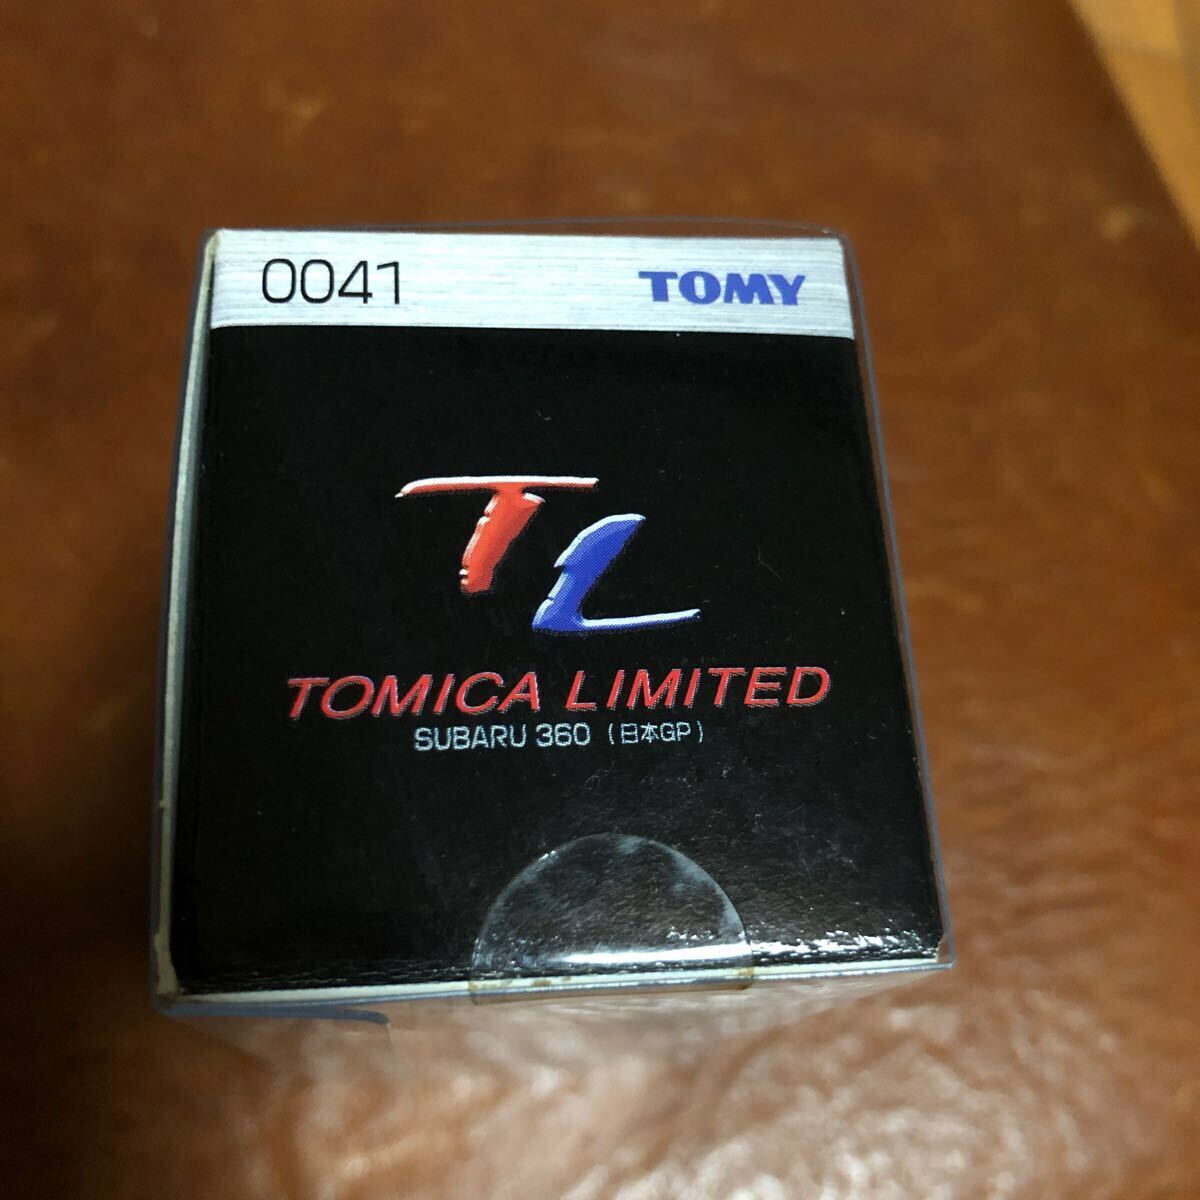 0041 TOMY
TL
TOMICA LIMITED
SUBARU 360 (日本GP)